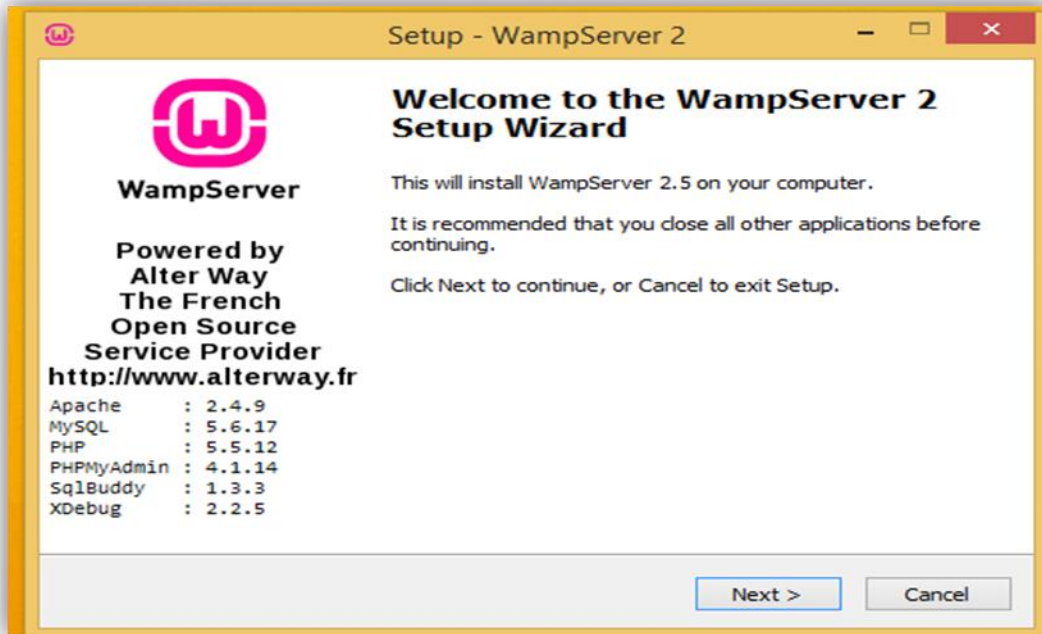 Setup - WampServer 2
WampServer
Powered by
Alter Way
The French
Open Source
Service Provider
http://www.alterway.fr
Apache : 2.4.9
MySQL : 5.6.17
PHP : 5.5.12
PHPMyAdmin : 4.1.14
SqlBuddy : 1.3.3
XDebug : 2.2.5
Welcome to the WampServer 2
Setup Wizard
This will install WampServer 2.5 on your computer.
It is recommended that you close all other applications before
continuing.
Click Next to continue, or Cancel to exit Setup.
Next >
Cancel